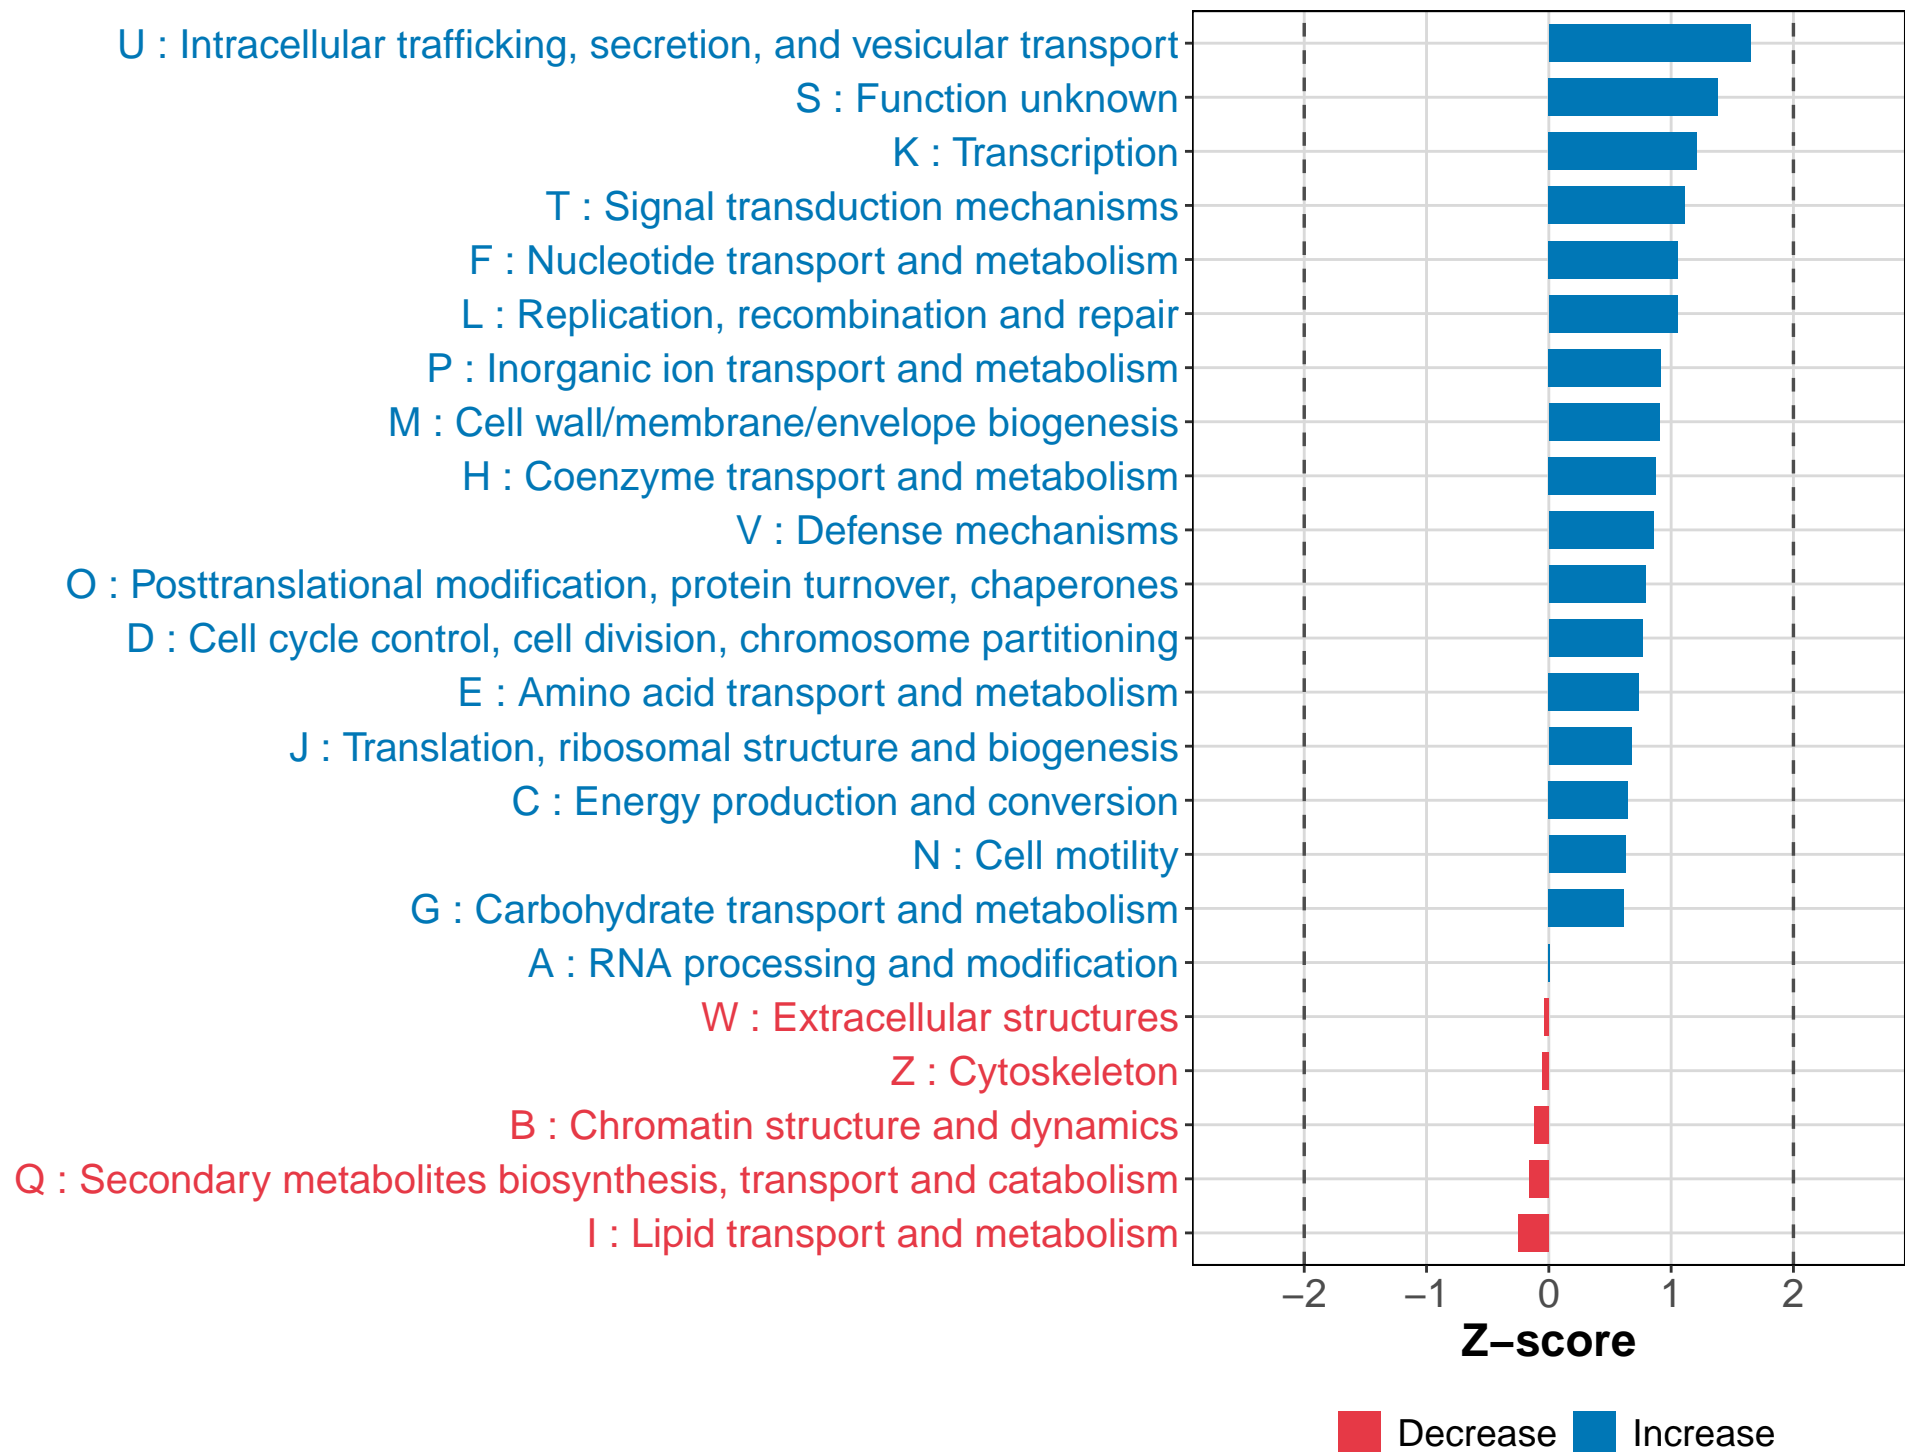 U : Intracellular trafficking, secretion, and vesicular transport
S : Function unknown
K : Transcription
T : Signal transduction mechanisms
F : Nucleotide transport and metabolism
L : Replication, recombination and repair
P : Inorganic ion transport and metabolism
M : Cell wall/membrane/envelope biogenesis
H : Coenzyme transport and metabolism
V : Defense mechanisms
O : Posttranslational modification, protein turnover, chaperones
D : Cell cycle control, cell division, chromosome partitioning
E : Amino acid transport and metabolism
J : Translation, ribosomal structure and biogenesis
C : Energy production and conversion
N : Cell motility
G : Carbohydrate transport and metabolism
A : RNA processing and modification
W : Extracellular structures
Z : Cytoskeleton
B : Chromatin structure and dynamics
Q : Secondary metabolites biosynthesis, transport and catabolism
I : Lipid transport and metabolism
−2 −1 0 1 2
Z−score
Decrease Increase